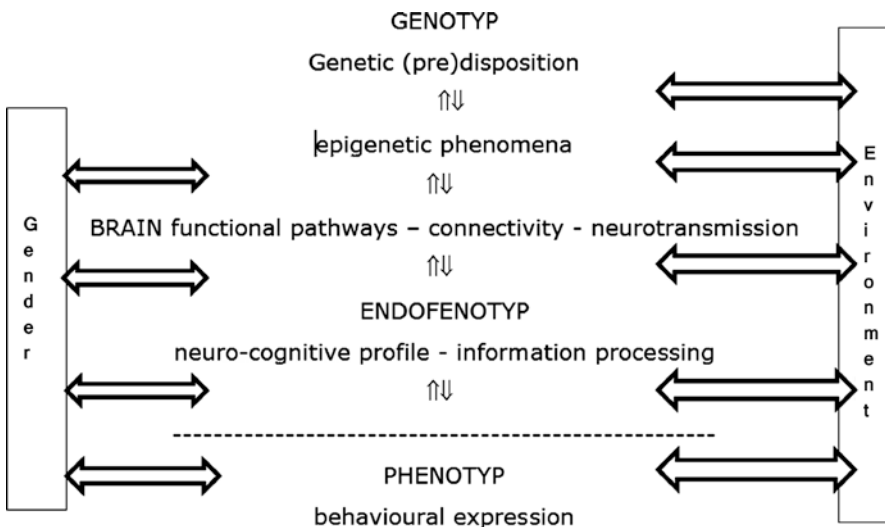 GENOTYP
Genetic (pre)disposition
⇑⇓
epigenetic phenomena
⇑⇓
BRAIN functional pathways – connectivity - neurotransmission
⇑⇓
ENDOFENOTYP
neuro-cognitive profile - information processing
⇑⇓
PHENOTYP
behavioural expression
Gender
Environment